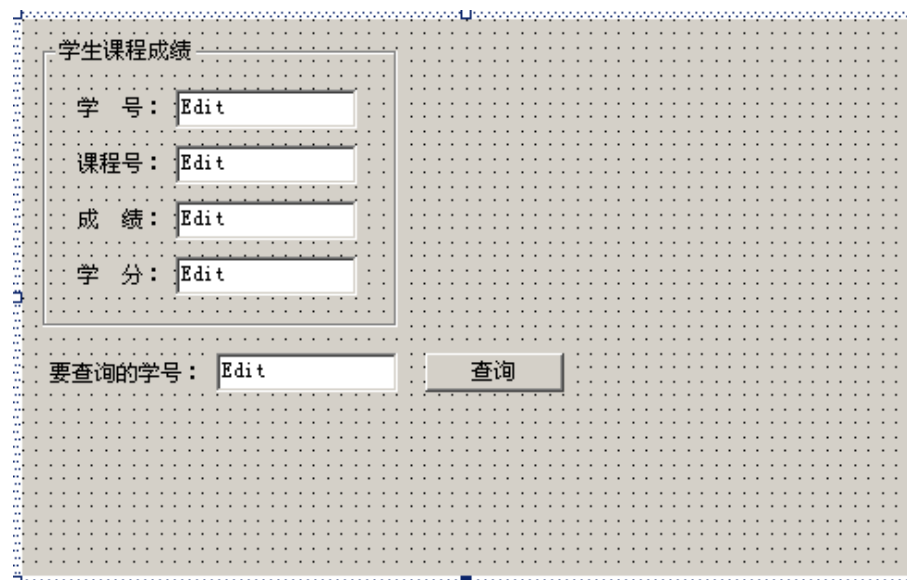 学生课程成绩
学 号： Edit
课程号： Edit
成 绩： Edit
学 分： Edit
要查询的学号： Edit 查询